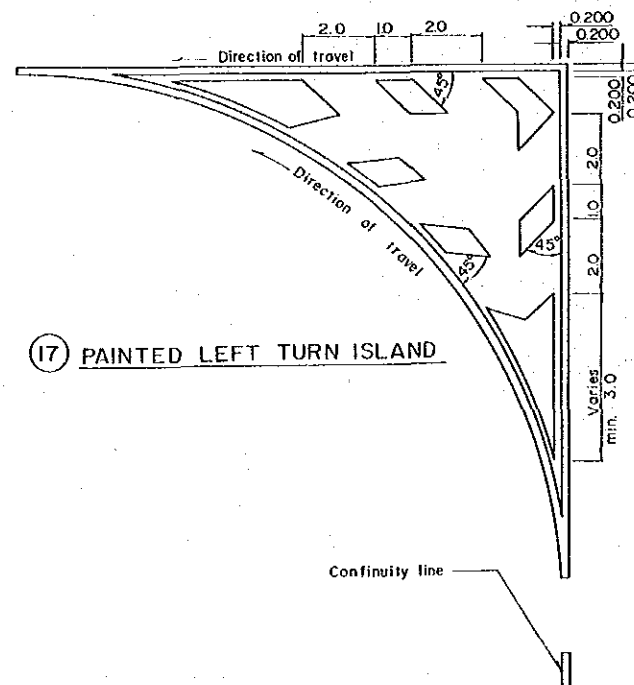 2.0 1.0 2.0 0.200
0.200
Direction of travel
45°
0.200
0.200
2.0
Direction of travel
1.0
45°
45°
2.0
17 PAINTED LEFT TURN ISLAND
Varies
min. 3.0
Continuity line